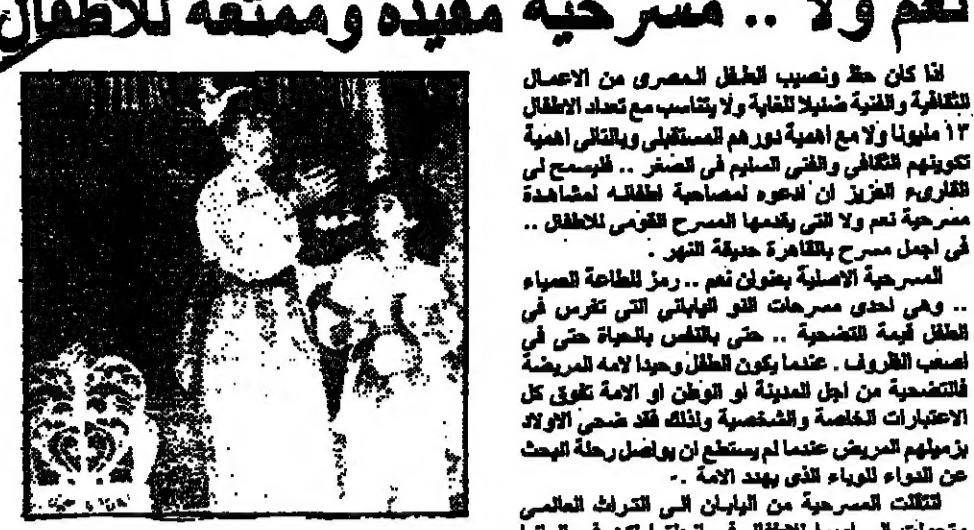 نعم ولا .. مسرحية مفيدة وممتعة للأطفال
اذا كان حظ ونصيب الطفل المصرى من الاعمال
الثقافية والفنية ضئيلا للغاية ولا يتناسب مع تعداد الاطفال
١٣ مليونا ولا مع اهمية دورهم المستقبلى وبالتالى اهمية
تكوينهم الثقافى والفنى السليم فى الصغر .. فليسمح لى
القارىء العزيز ان ادعوه لمصاحبة اطفاله لمشاهدة
مسرحية نعم ولا التى يقدمها المسرح القومى للاطفال ..
فى اجمل مسرح بالقاهرة حديقة النهر .
المسرحية الاصلية بعنوان نعم .. رمز للطاعة العمياء
.. وهى احدى مسرحات النو اليابانى التى تغرس فى
الطفل قيمة التضحية .. حتى بالنفس بالحياة حتى فى
اصعب الظروف . عندما يكون الطفل وحيدا لامه المريضة
فالتضحية من اجل المدينة او الوطن او الامة تفوق كل
الاعتبارات الخاصة والشخصية ولذلك فقد ضحى الاولاد
بزميلهم المريض عندما لم يستطع ان يواصل رحلة البحث
عن الدواء للوباء الذى يهدد الامة ..
انتقلت المسرحية من اليابان الى التراث العالمى